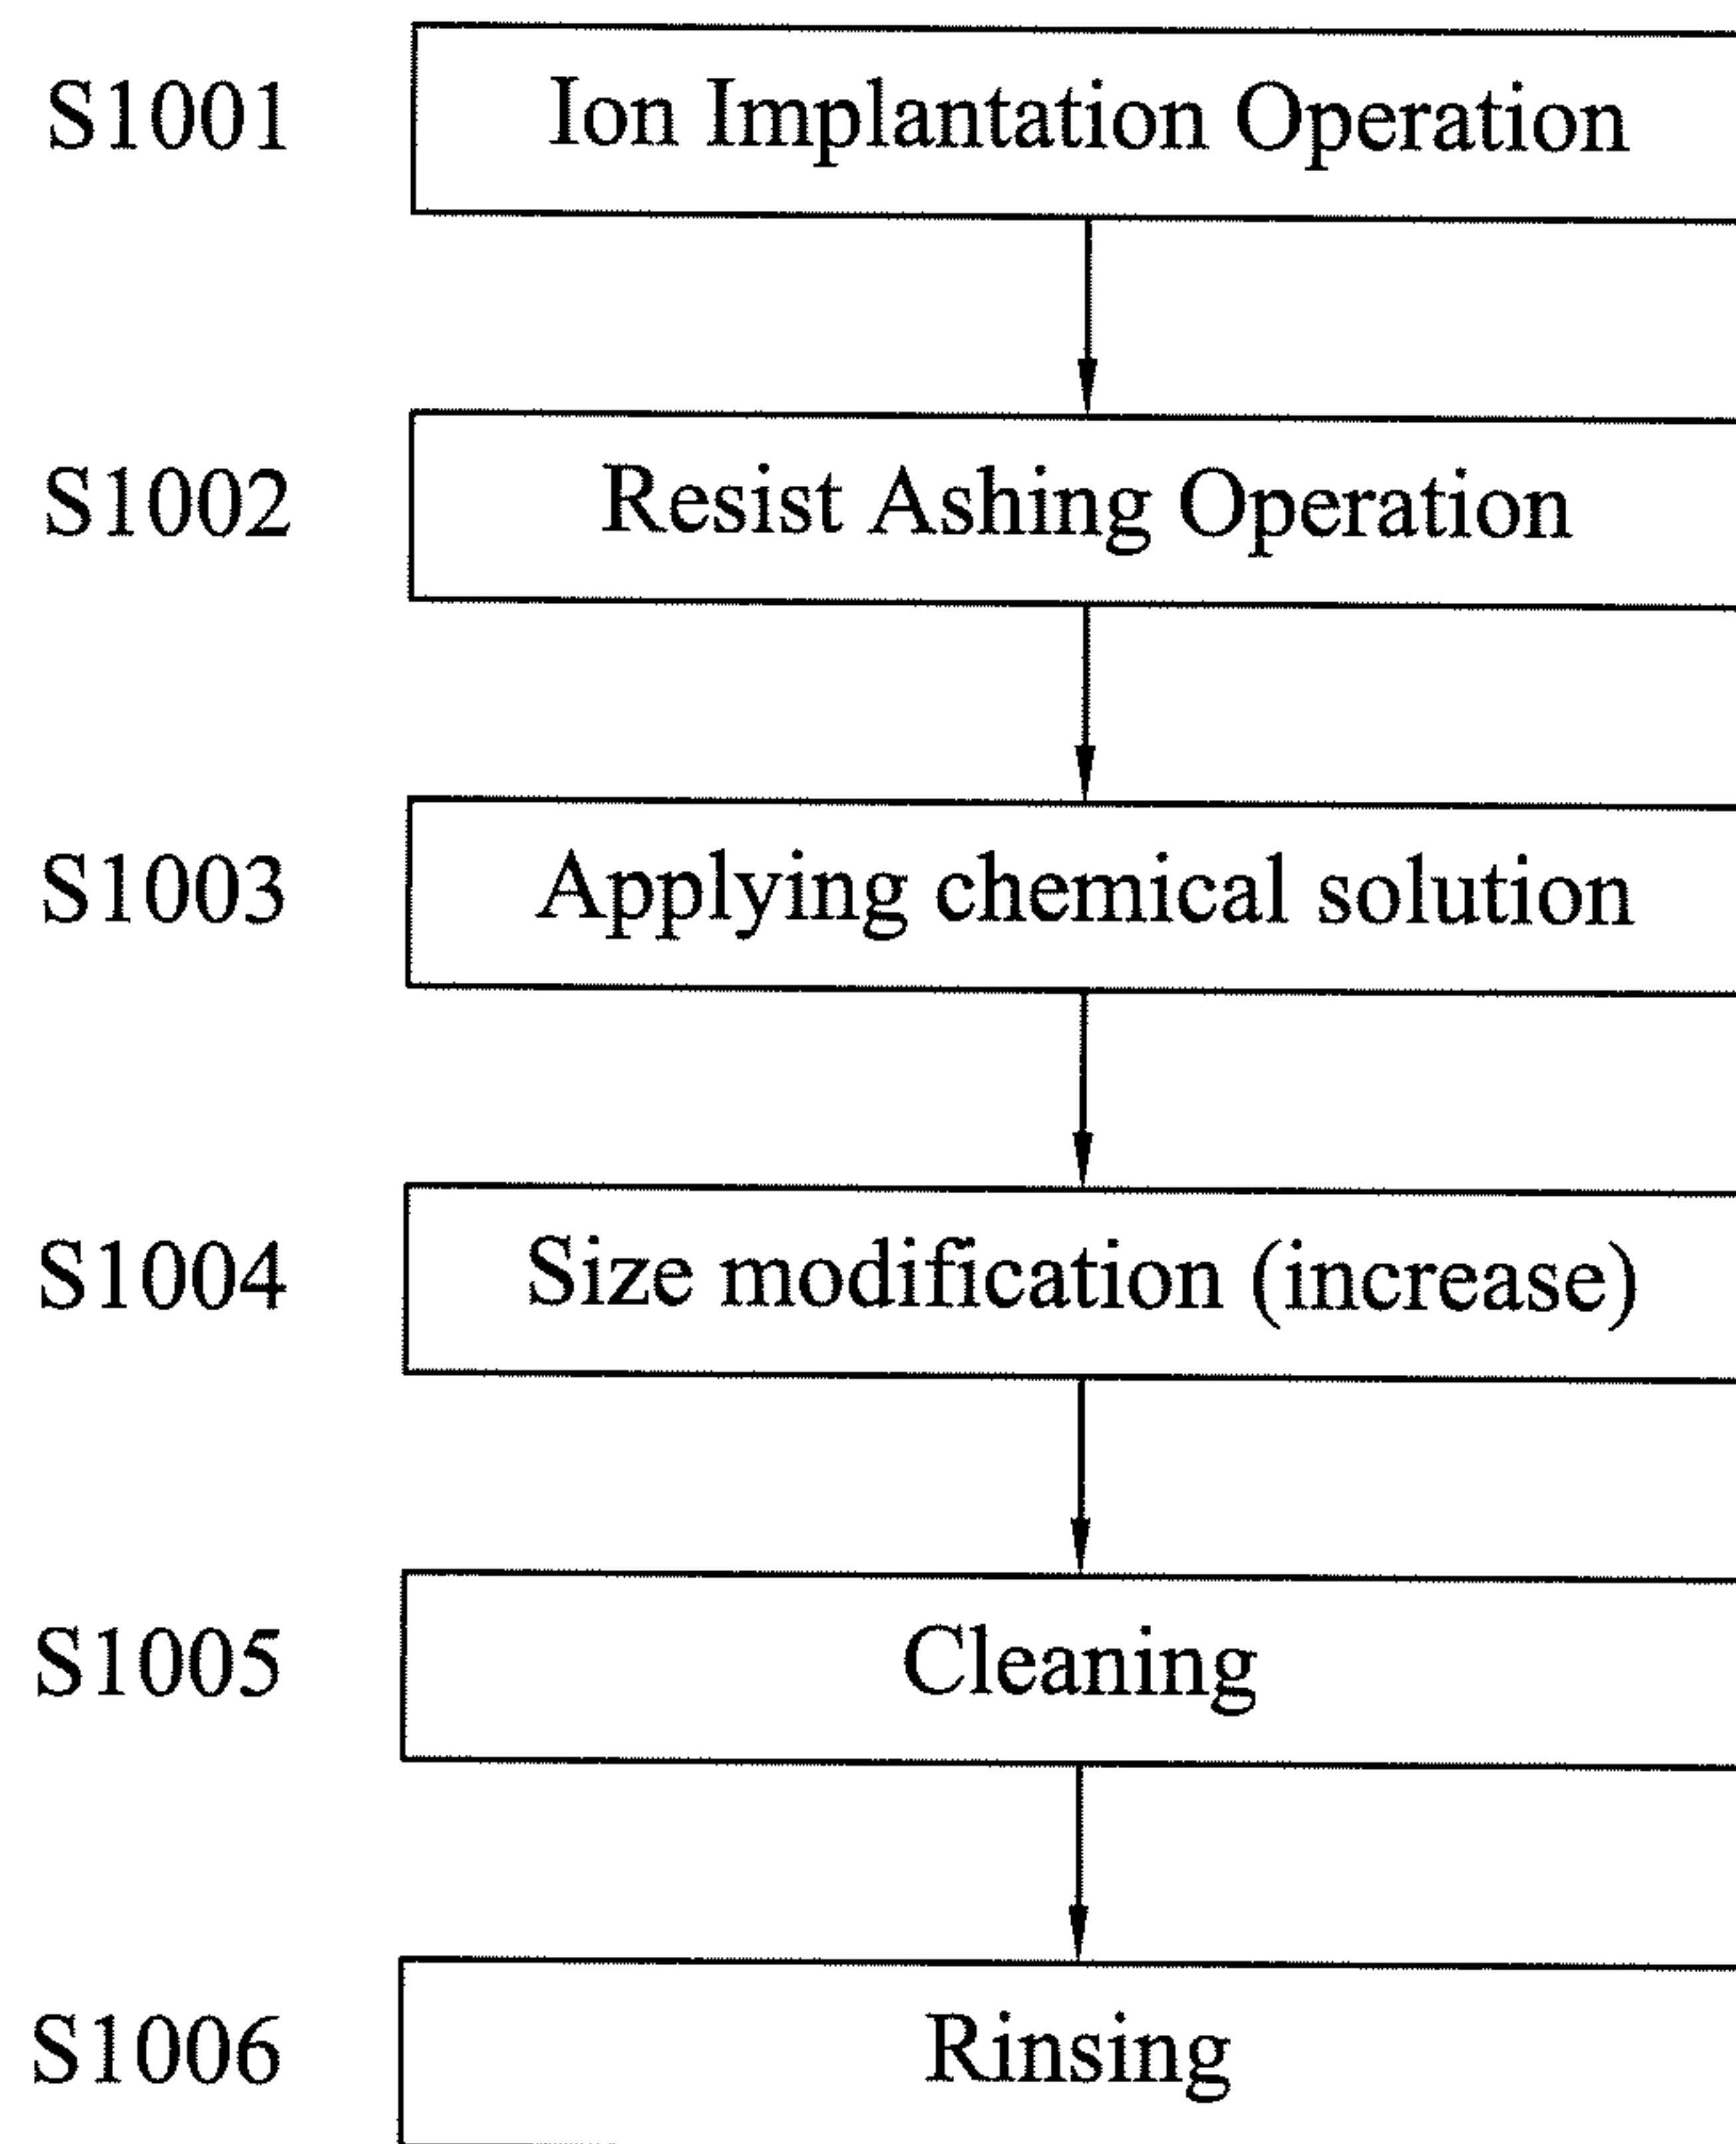 S1001 Ion Implantation Operation
S1002 Resist Ashing Operation
S1003 Applying chemical solution
S1004 Size modification (increase)
S1005 Cleaning
S1006 Rinsing